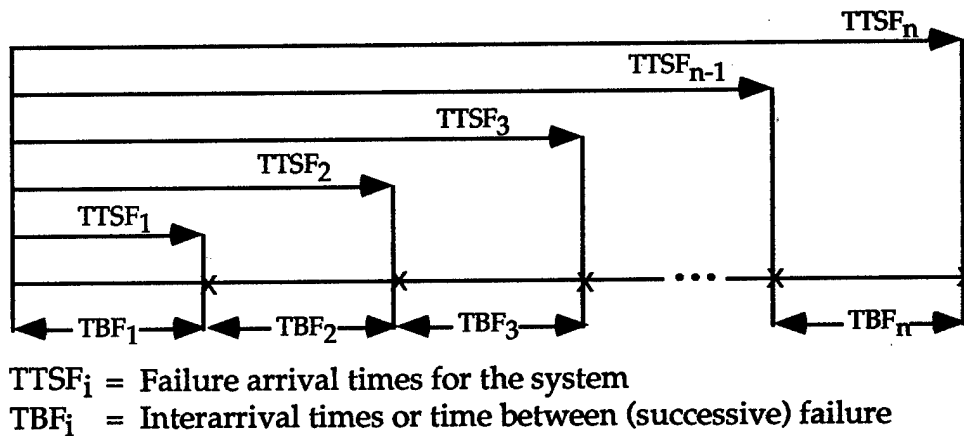 TTSFn
TTSFn-1
TTSF3
TTSF2
TTSF1
x x x ... x x
TBF1 TBF2 TBF3 TBFn
TTSFi = Failure arrival times for the system
TBFi = Interarrival times or time between (successive) failure